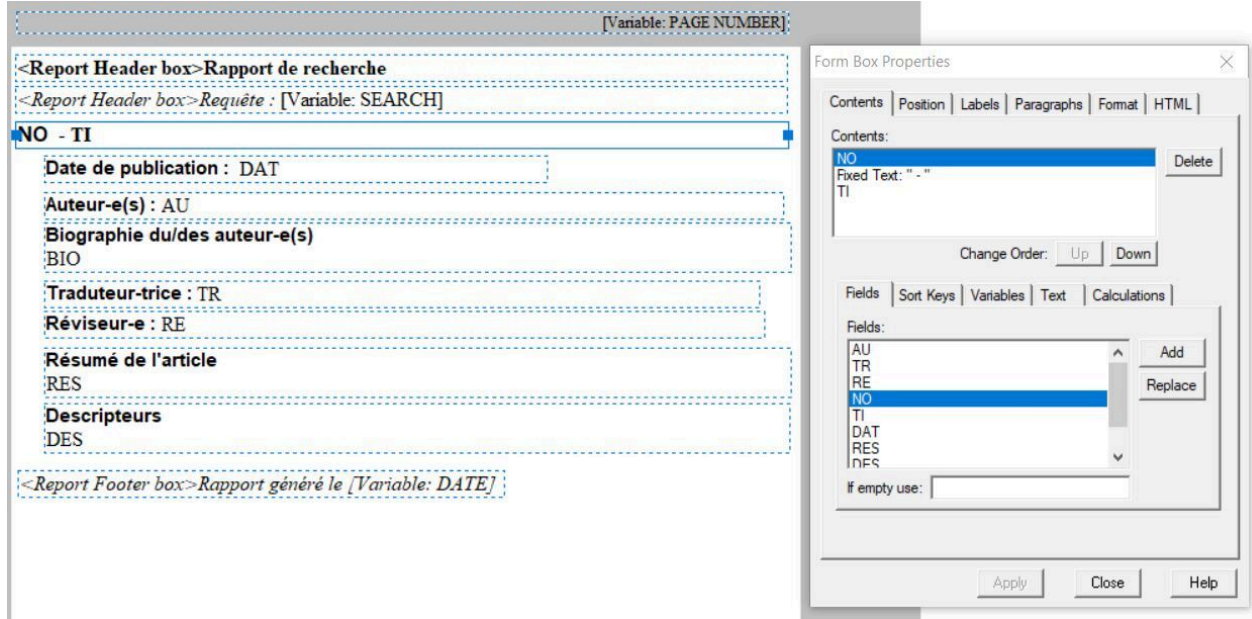 [Variable: PAGE NUMBER]
<Report Header box>Rapport de recherche
<Report Header box>Requête : [Variable: SEARCH]
NO - TI
Date de publication : DAT
Auteur-e(s) : AU
Biographie du/des auteur-e(s)
BIO
Traduteur-trice : TR
Réviseur-e : RE
Résumé de l'article
RES
Descripteurs
DES
<Report Footer box>Rapport généré le [Variable: DATE]
Form Box Properties
Contents Position Labels Paragraphs Format HTML
Contents:
NO
Fixed Text: " - "
TI
Delete
Change Order: Up Down
Fields Sort Keys Variables Text Calculations
Fields:
AU
TR
RE
NO
TI
DAT
RES
DES
Add
Replace
If empty use:
Apply Close Help